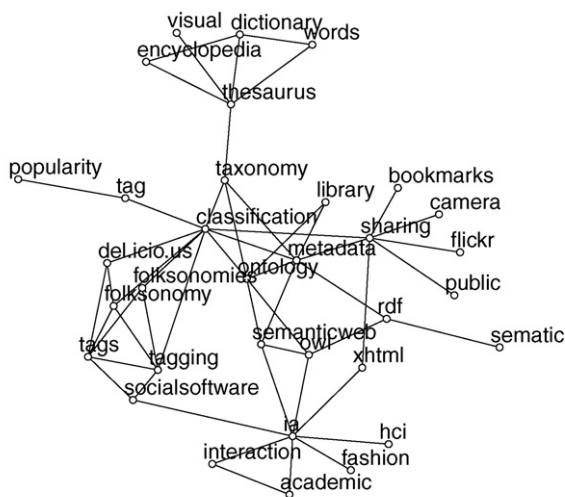 visual
dictionary
words
encyclopedia
thesaurus
popularity
tag
taxonomy
library
bookmarks
camera
classification
sharing
flickr
del.icio.us
metadata
folksonomies
ontology
public
folksonomy
rdf
semanticweb
owl
sematic
tags
tagging
xhtml
socialsoftware
ia
hci
interaction
fashion
academic